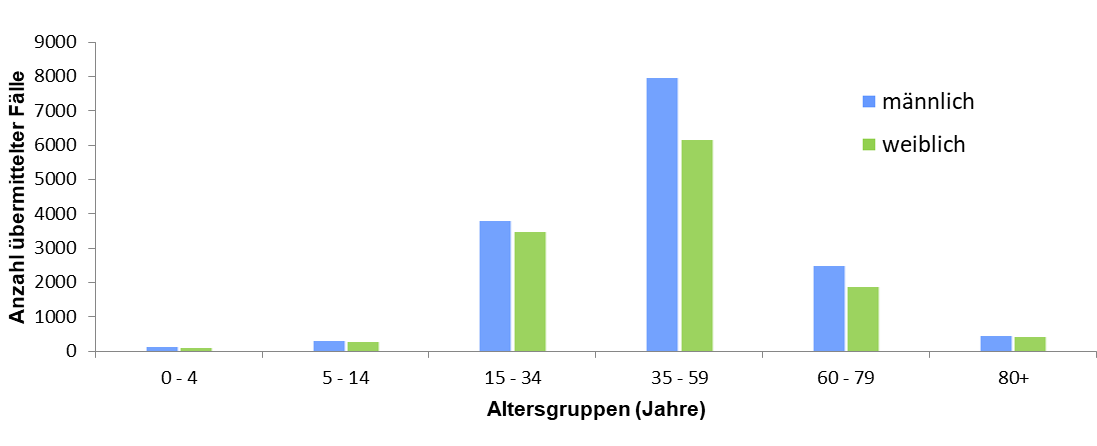 9000
8000
7000
6000
5000
4000
3000
2000
1000
0
Anzahl übermittelter Fälle
männlich
weiblich
0 - 4 5 - 14 15 - 34 35 - 59 60 - 79 80+
Altersgruppen (Jahre)